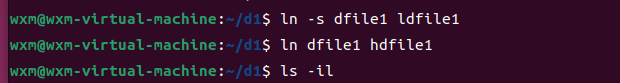 wxm@wxm-virtual-machine:~/d1$ ln -s dfile1 ldfile1
wxm@wxm-virtual-machine:~/d1$ ln dfile1 hdfile1
wxm@wxm-virtual-machine:~/d1$ ls -il